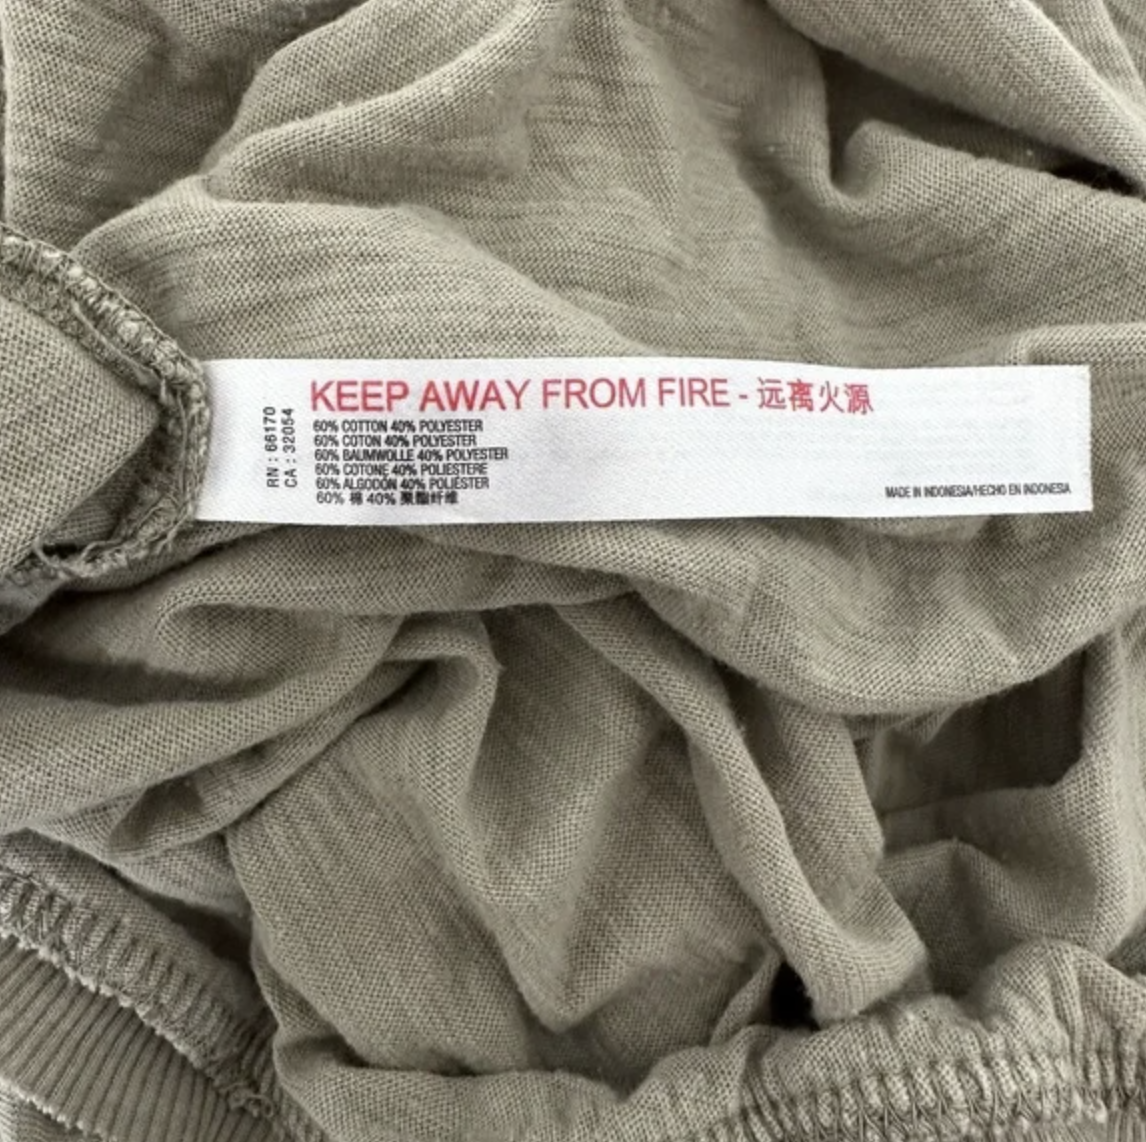 RN : 66170
CA : 32054
KEEP AWAY FROM FIRE - 远离火源
60% COTTON 40% POLYESTER
60% COTON 40% POLYESTER
60% BAUMWOLLE 40% POLYESTER
60% COTONE 40% POLIESTERE
60% ALGODÓN 40% POLIÉSTER
60% 棉 40% 聚酯纤维
MADE IN INDONESIA/HECHO EN INDONESIA